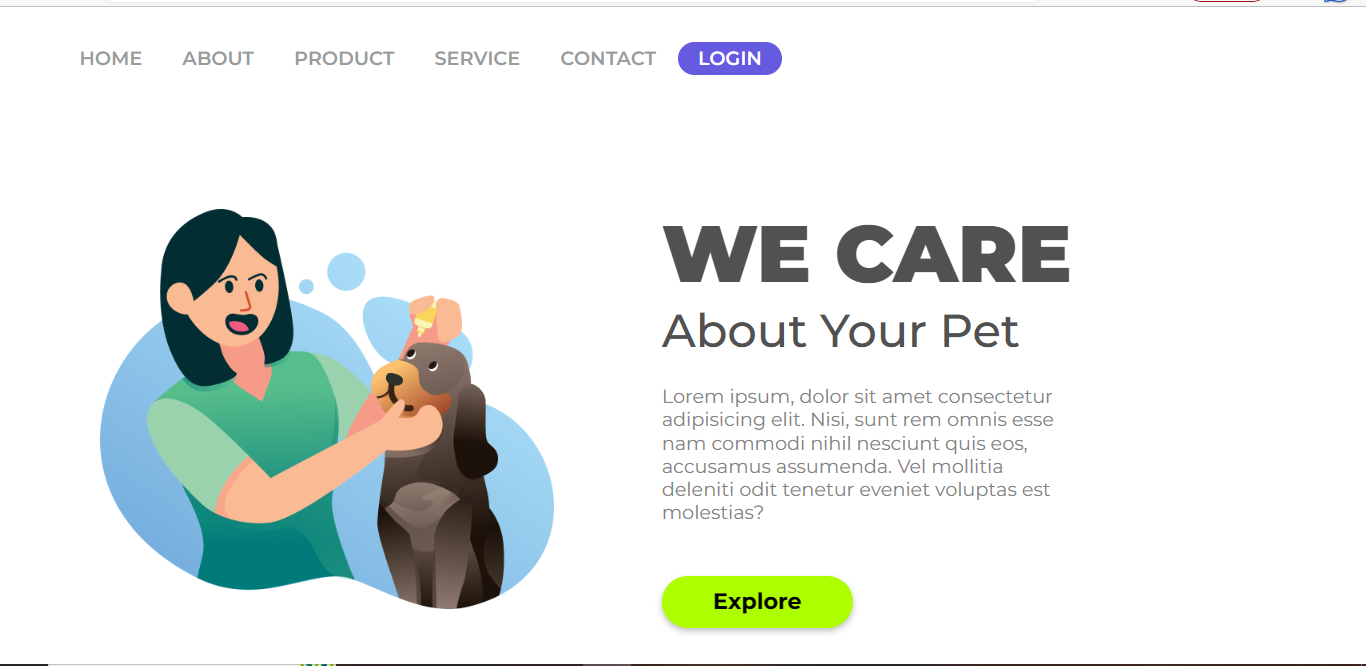 HOME ABOUT PRODUCT SERVICE CONTACT LOGIN
WE CARE
About Your Pet
Lorem ipsum, dolor sit amet consectetur
adipisicing elit. Nisi, sunt rem omnis esse
nam commodi nihil nesciunt quis eos,
accusamus assumenda. Vel mollitia
deleniti odit tenetur eveniet voluptas est
molestias?
Explore